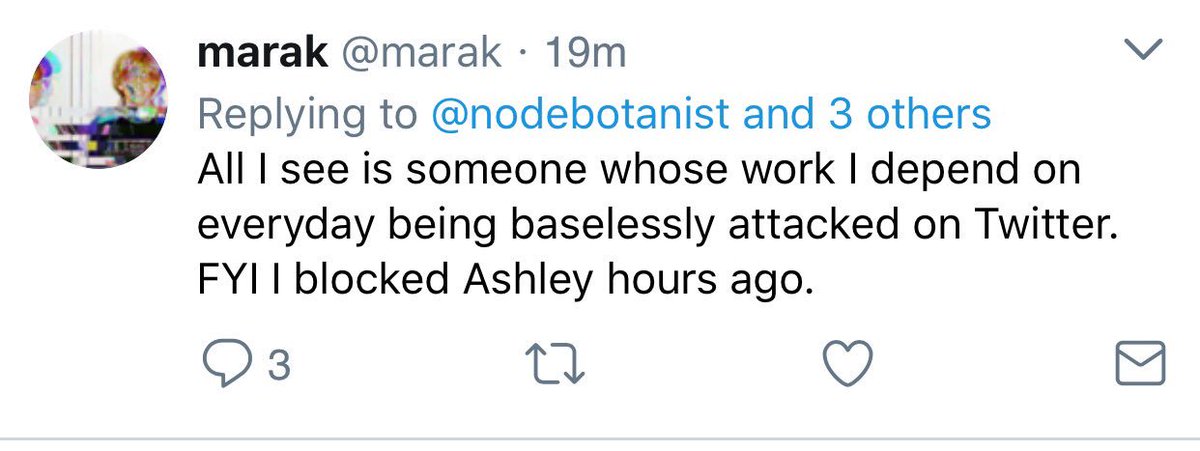 marak @marak · 19m
Replying to @nodebotanist and 3 others
All I see is someone whose work I depend on
everyday being baselessly attacked on Twitter.
FYI I blocked Ashley hours ago.
3